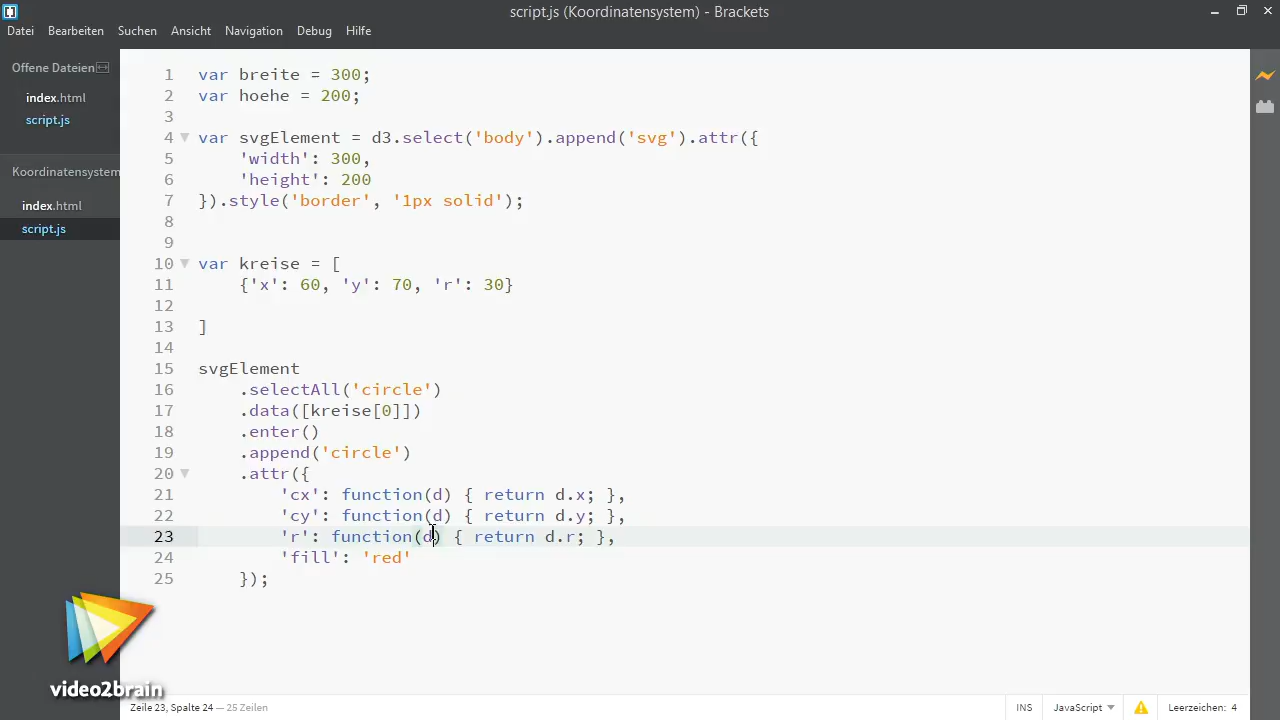 script.js (Koordinatensystem) - Brackets
Datei Bearbeiten Suchen Ansicht Navigation Debug Hilfe
Offene Dateien
index.html
script.js
Koordinatensystem
index.html
script.js
1 var breite = 300;
2 var hoehe = 200;
3
4 var svgElement = d3.select('body').append('svg').attr({
5 'width': 300,
6 'height': 200
7 }).style('border', '1px solid');
8
9
10 var kreise = [
11 {'x': 60, 'y': 70, 'r': 30}
12
13 ]
14
15 svgElement
16 .selectAll('circle')
17 .data([kreise[0]])
18 .enter()
19 .append('circle')
20 .attr({
21 'cx': function(d) { return d.x; },
22 'cy': function(d) { return d.y; },
23 'r': function(d) { return d.r; },
24 'fill': 'red'
25 });
video2brain
Zeile 23, Spalte 24 — 25 Zeilen
INS JavaScript Leerzeichen: 4